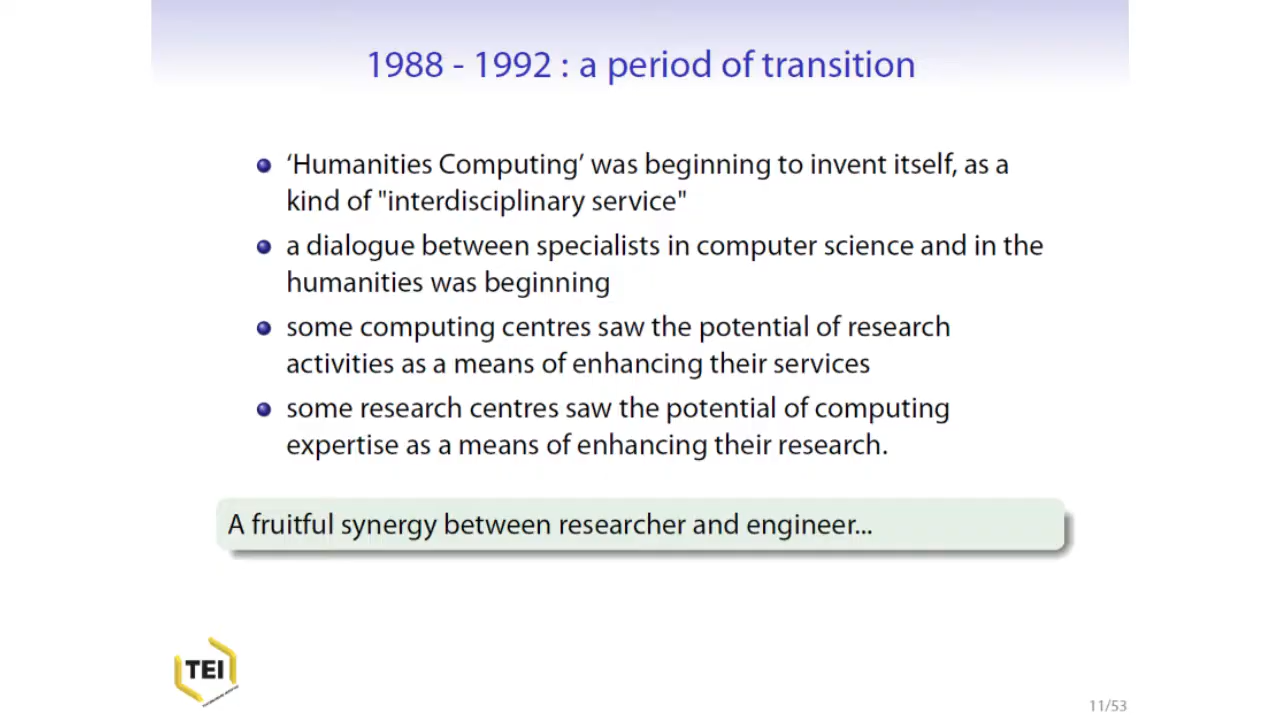 1988 - 1992 : a period of transition
‘Humanities Computing’ was beginning to invent itself, as a
kind of "interdisciplinary service"
a dialogue between specialists in computer science and in the
humanities was beginning
some computing centres saw the potential of research
activities as a means of enhancing their services
some research centres saw the potential of computing
expertise as a means of enhancing their research.
A fruitful synergy between researcher and engineer...
TEI
11/53